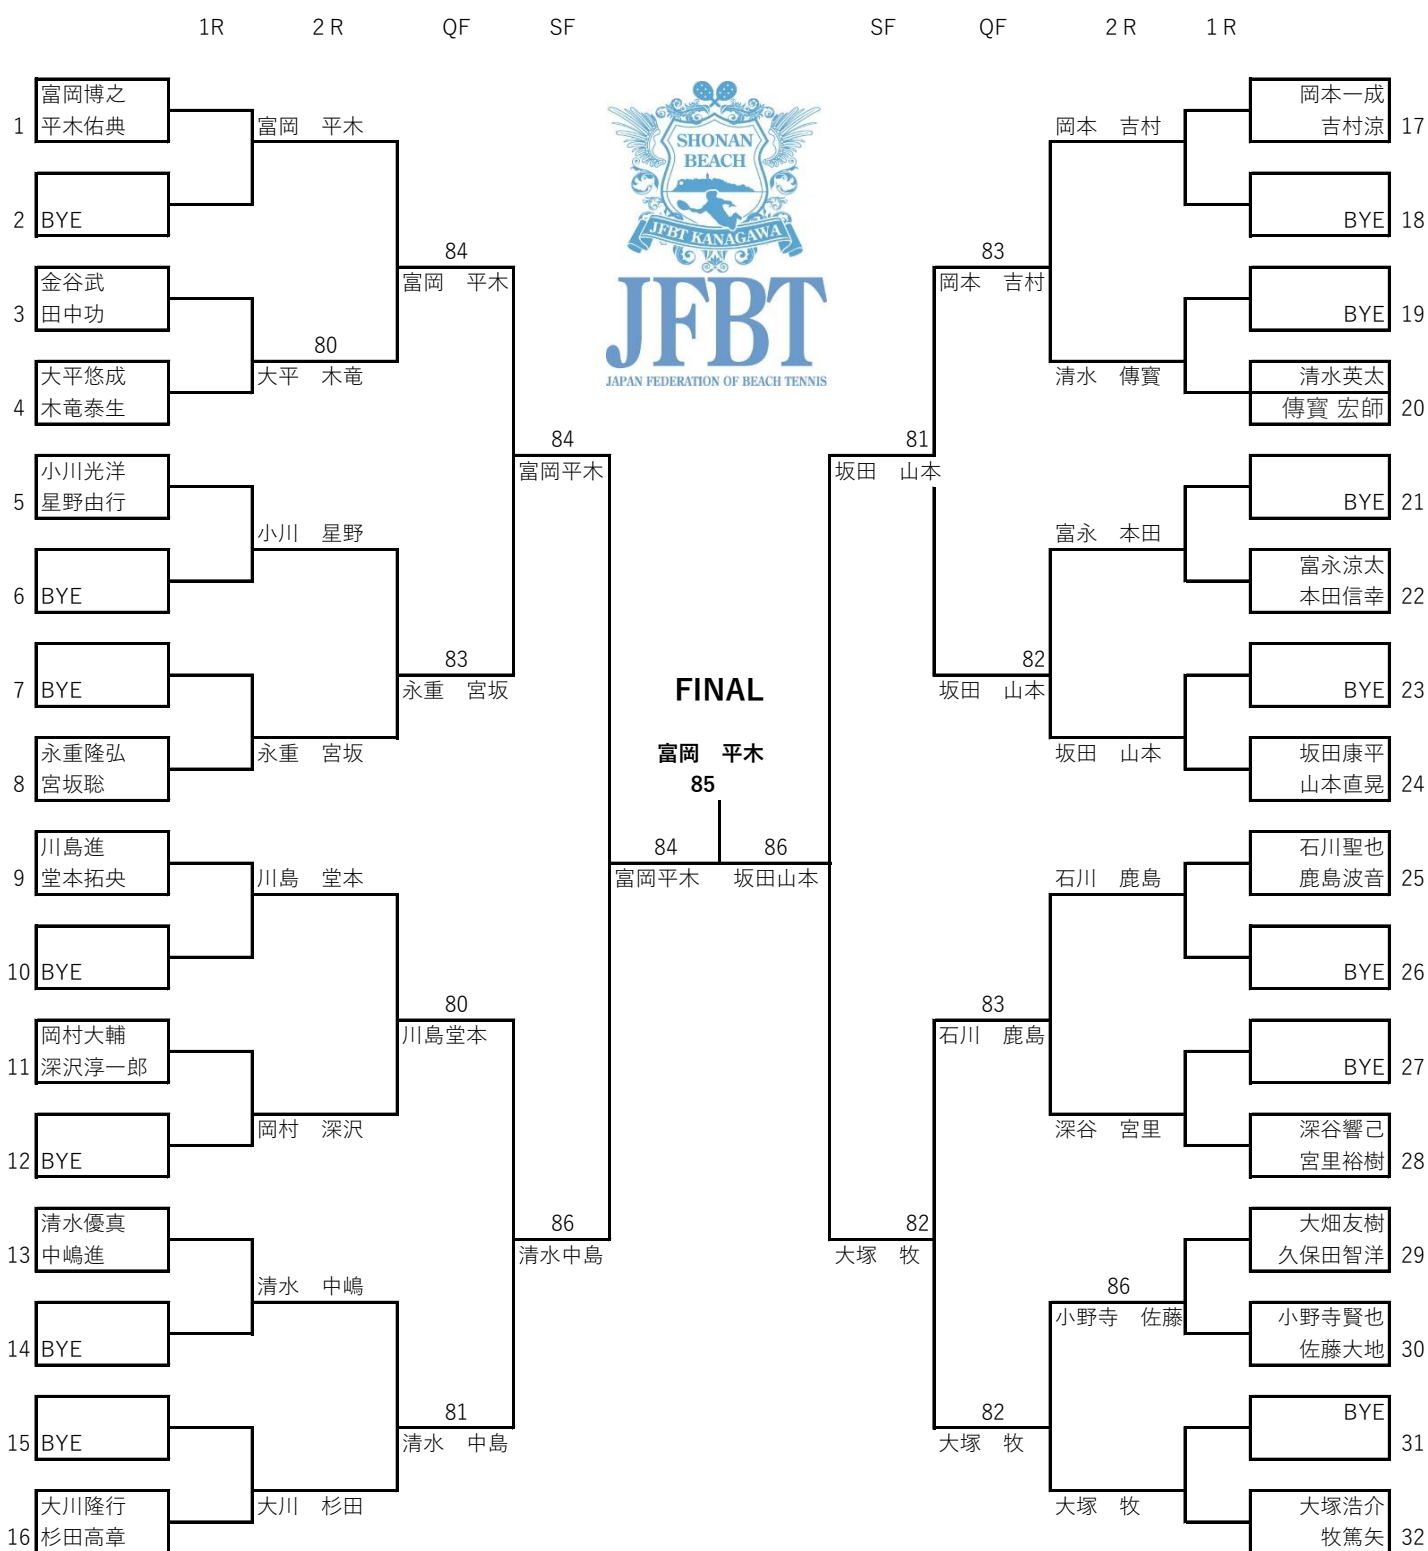 1R　2 R　QF　SF　SF　QF　2 R　1 R
1
富岡博之
平木佑典
2 BYE
3
金谷武
田中功
4
大平悠成
木竜泰生
5
小川光洋
星野由行
6 BYE
7 BYE
8
永重隆弘
宮坂聡
9
川島進
堂本拓央
10 BYE
11
岡村大輔
深沢淳一郎
12 BYE
13
清水優真
中嶋進
14 BYE
15 BYE
16
大川隆行
杉田高章
富岡　平木
80
大平　木竜
小川　星野
永重　宮坂
川島　堂本
岡村　深沢
清水　中嶋
大川　杉田
84
富岡　平木
83
永重　宮坂
80
川島堂本
81
清水　中島
84
富岡平木
86
清水中島
SHONAN
BEACH
JFBT KANAGAWA
JFBT
JAPAN FEDERATION OF BEACH TENNIS
FINAL
富岡　平木
85
84
富岡平木
86
坂田山本
81
坂田　山本
82
大塚　牧
83
岡本　吉村
82
坂田　山本
83
石川　鹿島
82
大塚　牧
岡本　吉村
清水　傳寳
富永　本田
坂田　山本
石川　鹿島
深谷　宮里
86
小野寺　佐藤
大塚　牧
岡本一成
吉村涼 17
BYE 18
BYE 19
清水英太
傳寳 宏師 20
BYE 21
富永涼太
本田信幸 22
BYE 23
坂田康平
山本直晃 24
石川聖也
鹿島波音 25
BYE 26
BYE 27
深谷響己
宮里裕樹 28
大畑友樹
久保田智洋 29
小野寺賢也
佐藤大地 30
BYE
31
大塚浩介
牧篤矢 32